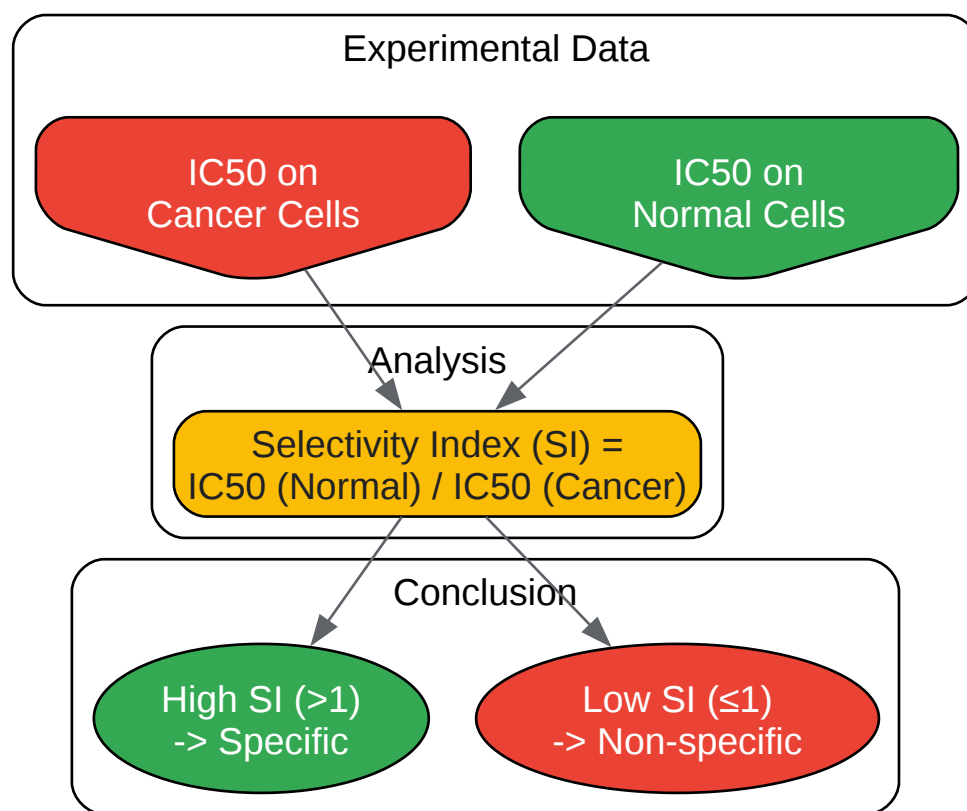 Experimental Data
IC50 on
Cancer Cells
IC50 on
Normal Cells
Analysis
Selectivity Index (SI) =
IC50 (Normal) / IC50 (Cancer)
Conclusion
High SI (>1)
-> Specific
Low SI (≤1)
-> Non-specific